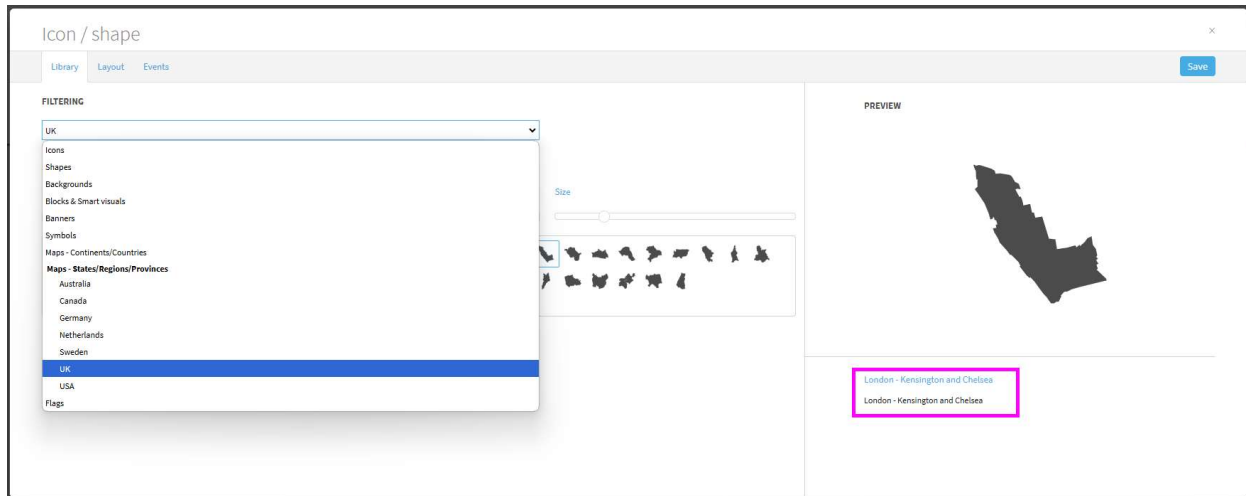 Icon / shape
×
Library Layout Events
Save
FILTERING
PREVIEW
UK
Icons
Shapes
Backgrounds
Blocks & Smart visuals
Banners
Symbols
Maps - Continents/Countries
Maps - States/Regions/Provinces
Australia
Canada
Germany
Netherlands
Sweden
UK
USA
Flags
Size
London - Kensington and Chelsea
London - Kensington and Chelsea